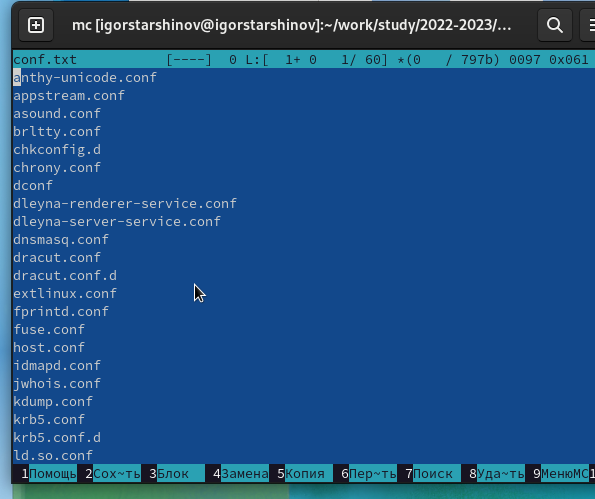 mc [igorstarshinov@igorstarshinov]:~/work/study/2022-2023/...
conf.txt [----] 0 L:[ 1+ 0 1/ 60] *(0 / 797b) 0097 0x061
anthy-unicode.conf
appstream.conf
asound.conf
brltty.conf
chkconfig.d
chrony.conf
dconf
dleyna-renderer-service.conf
dleyna-server-service.conf
dnsmasq.conf
dracut.conf
dracut.conf.d
extlinux.conf
fprintd.conf
fuse.conf
host.conf
idmapd.conf
jwhois.conf
kdump.conf
krb5.conf
krb5.conf.d
ld.so.conf
1Помощь 2Сох~ть 3Блок 4Замена 5Копия 6Пер~ть 7Поиск 8Уда~ть 9МенюMC1